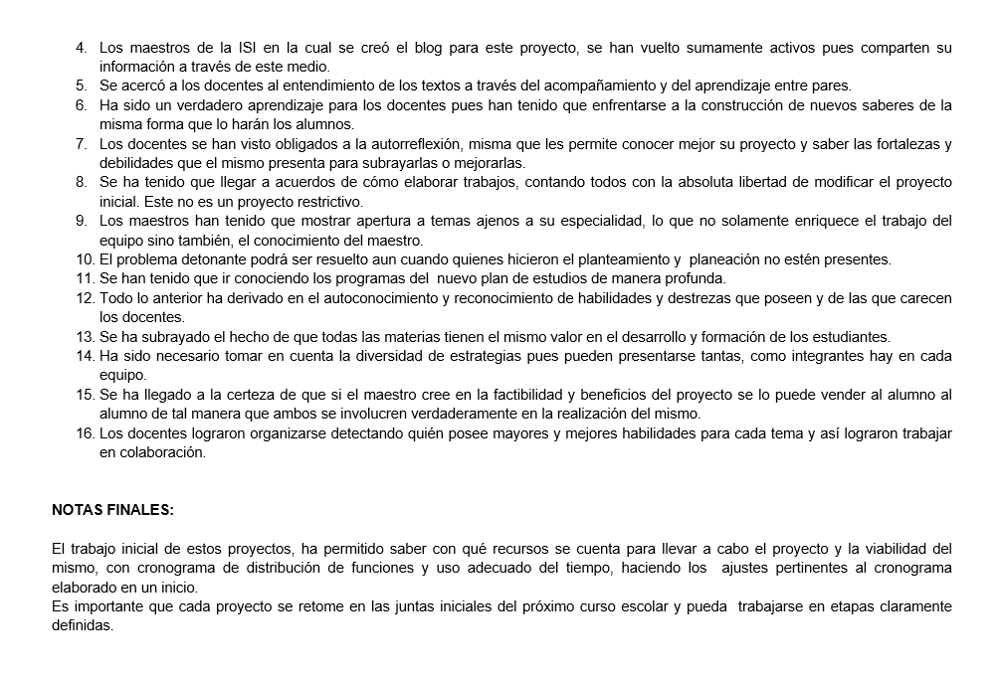 4. Los maestros de la ISI en la cual se creó el blog para este proyecto, se han vuelto sumamente activos pues comparten su
información a través de este medio.
5. Se acercó a los docentes al entendimiento de los textos a través del acompañamiento y del aprendizaje entre pares.
6. Ha sido un verdadero aprendizaje para los docentes pues han tenido que enfrentarse a la construcción de nuevos saberes de la
misma forma que lo harán los alumnos.
7. Los docentes se han visto obligados a la autorreflexión, misma que les permite conocer mejor su proyecto y saber las fortalezas y
debilidades que el mismo presenta para subrayarlas o mejorarlas.
8. Se ha tenido que llegar a acuerdos de cómo elaborar trabajos, contando todos con la absoluta libertad de modificar el proyecto
inicial. Este no es un proyecto restrictivo.
9. Los maestros han tenido que mostrar apertura a temas ajenos a su especialidad, lo que no solamente enriquece el trabajo del
equipo sino también, el conocimiento del maestro.
10. El problema detonante podrá ser resuelto aun cuando quienes hicieron el planteamiento y planeación no estén presentes.
11. Se han tenido que ir conociendo los programas del nuevo plan de estudios de manera profunda.
12. Todo lo anterior ha derivado en el autoconocimiento y reconocimiento de habilidades y destrezas que poseen y de las que carecen
los docentes.
13. Se ha subrayado el hecho de que todas las materias tienen el mismo valor en el desarrollo y formación de los estudiantes.
14. Ha sido necesario tomar en cuenta la diversidad de estrategias pues pueden presentarse tantas, como integrantes hay en cada
equipo.
15. Se ha llegado a la certeza de que si el maestro cree en la factibilidad y beneficios del proyecto se lo puede vender al alumno al
alumno de tal manera que ambos se involucren verdaderamente en la realización del mismo.
16. Los docentes lograron organizarse detectando quién posee mayores y mejores habilidades para cada tema y así lograron trabajar
en colaboración.
NOTAS FINALES:
El trabajo inicial de estos proyectos, ha permitido saber con qué recursos se cuenta para llevar a cabo el proyecto y la viabilidad del
mismo, con cronograma de distribución de funciones y uso adecuado del tiempo, haciendo los ajustes pertinentes al cronograma
elaborado en un inicio.
Es importante que cada proyecto se retome en las juntas iniciales del próximo curso escolar y pueda trabajarse en etapas claramente
definidas.